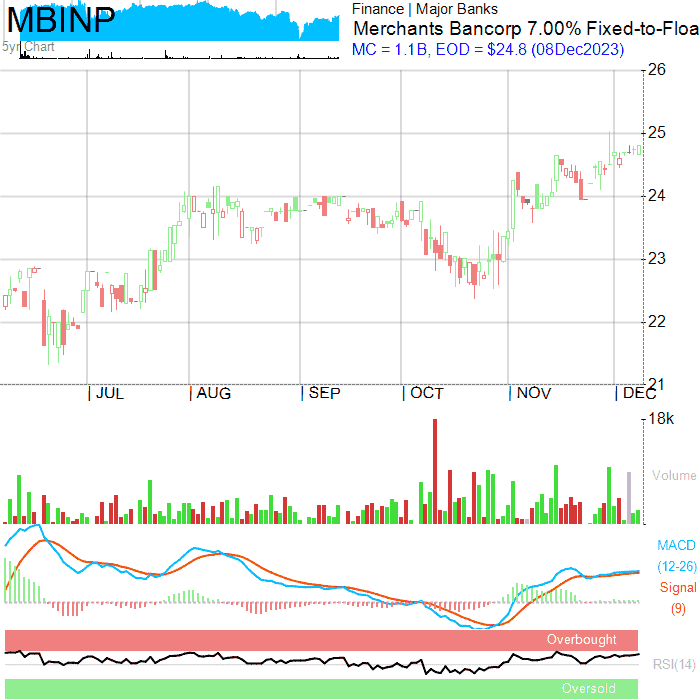 MBINP
5yr Chart
Finance | Major Banks
Merchants Bancorp 7.00% Fixed-to-Floa
MC = 1.1B, EOD = $24.8 (08Dec2023)
26
25
24
23
22
21
| JUL | AUG | SEP | OCT | NOV | DEC
18k
Volume
MACD
(12-26)
Signal
(9)
Overbought
RSI(14)
Oversold